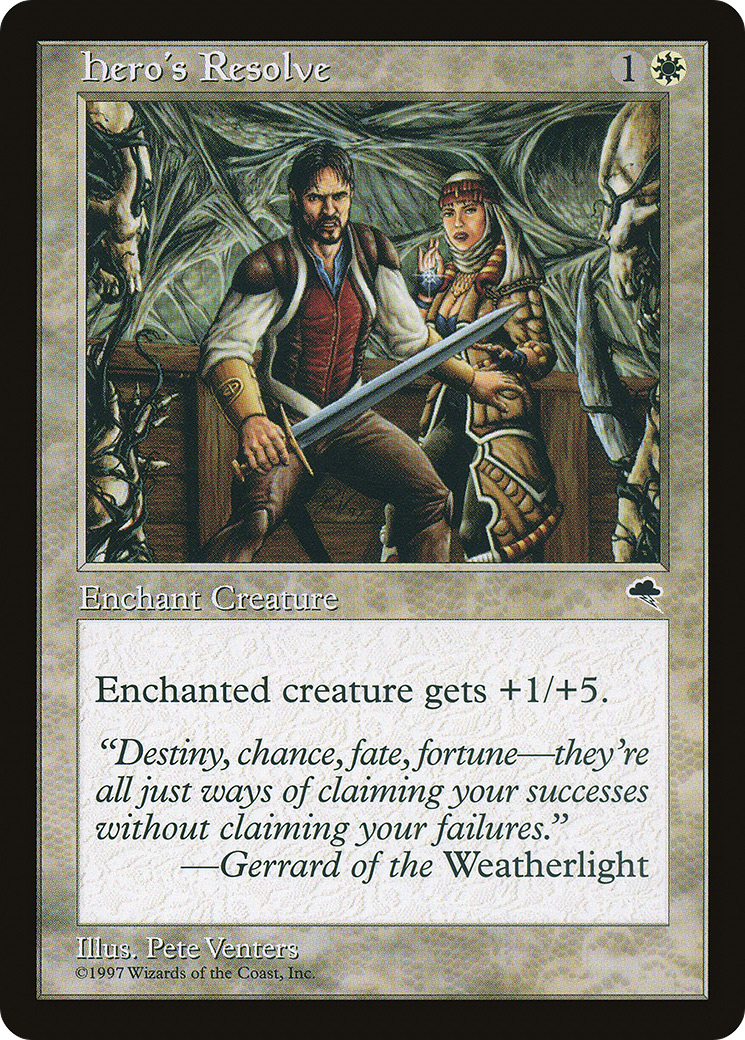 Hero's Resolve
1
Enchant Creature
Enchanted creature gets +1/+5.
“Destiny, chance, fate, fortune—they're
all just ways of claiming your successes
without claiming your failures.”
—Gerrard of the Weatherlight
Illus. Pete Venters
©1997 Wizards of the Coast, Inc.